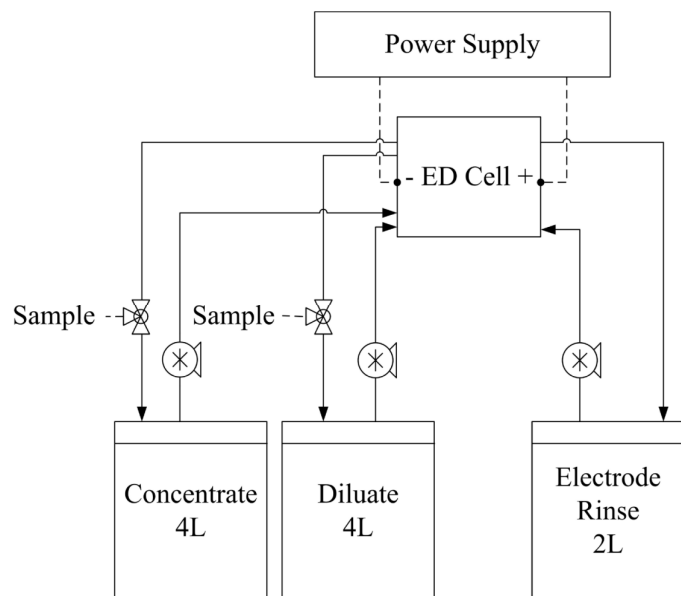 Power Supply
- ED Cell +
Sample
Sample
Concentrate
4L
Diluate
4L
Electrode
Rinse
2L